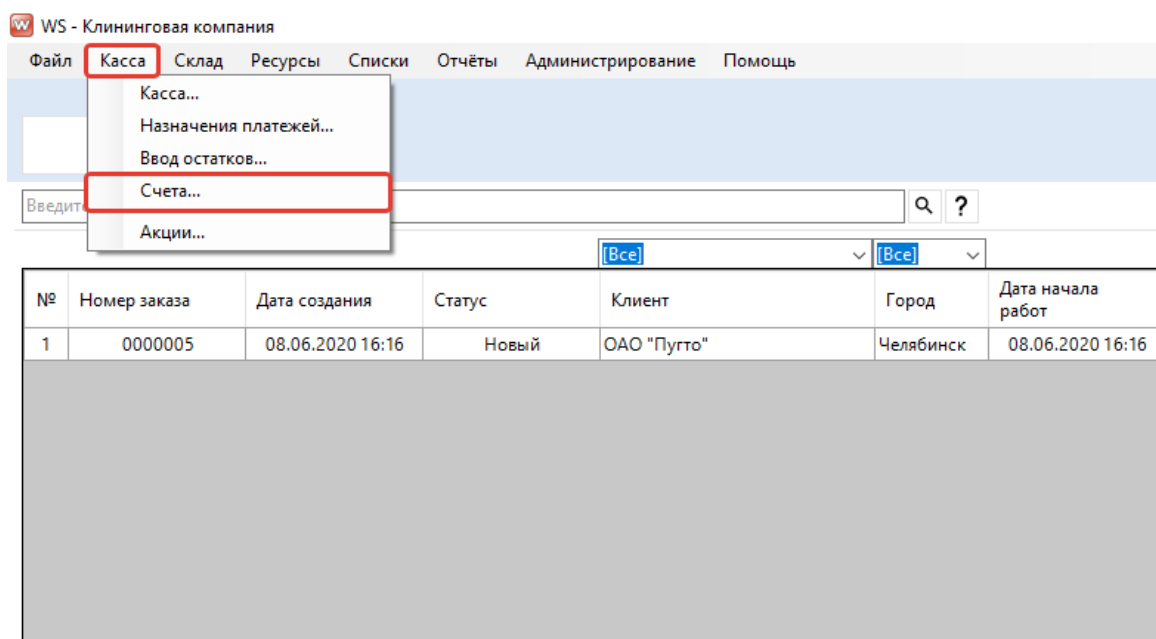 WS - Клининговая компания
Файл Касса Склад Ресурсы Списки Отчёты Администрирование Помощь
Касса...
Назначения платежей...
Ввод остатков...
Счета...
Введит
?
Акции...
[Все] [Все]
№ Номер заказа Дата создания Статус Клиент Город Дата начала
работ
1 0000005 08.06.2020 16:16 Новый ОАО "Пугто" Челябинск 08.06.2020 16:16